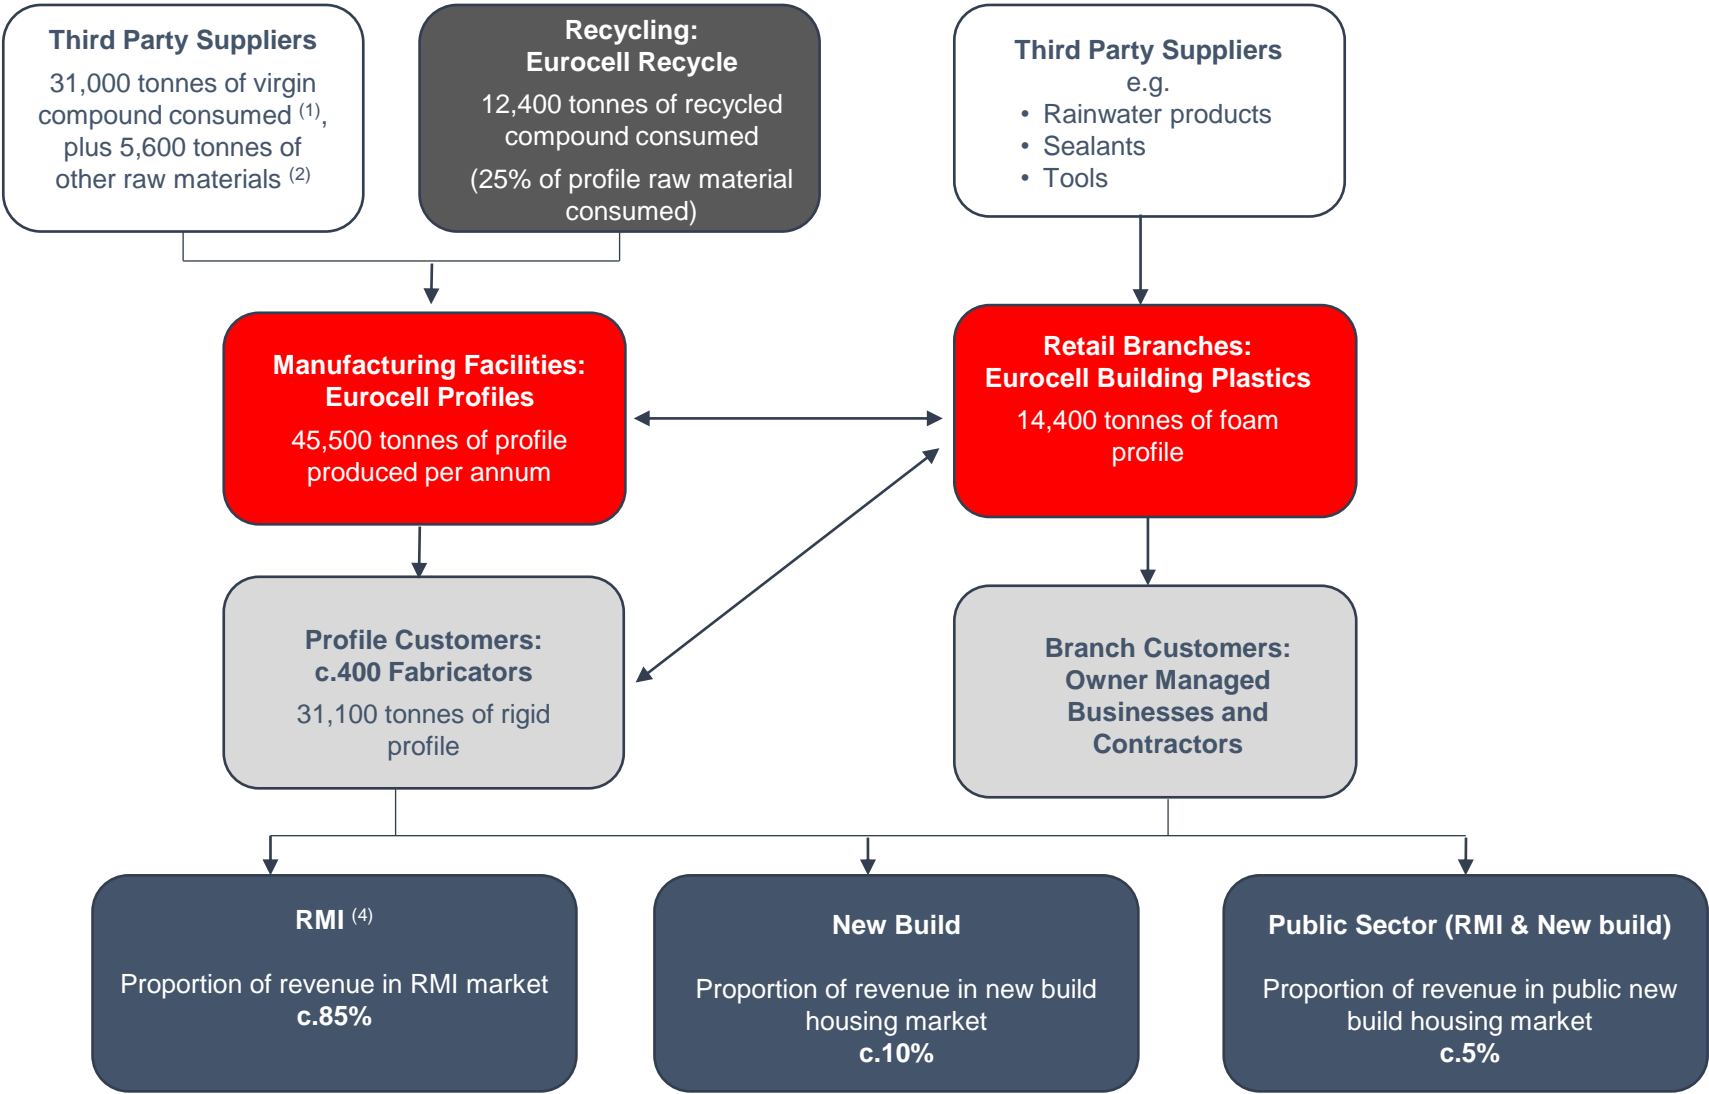 Third Party Suppliers
31,000 tonnes of virgin
compound consumed (1),
plus 5,600 tonnes of
other raw materials (2)
Recycling:
Eurocell Recycle
12,400 tonnes of recycled
compound consumed
(25% of profile raw material
consumed)
Third Party Suppliers
e.g.
• Rainwater products
• Sealants
• Tools
Manufacturing Facilities:
Eurocell Profiles
45,500 tonnes of profile
produced per annum
Retail Branches:
Eurocell Building Plastics
14,400 tonnes of foam
profile
Profile Customers:
c.400 Fabricators
31,100 tonnes of rigid
profile
Branch Customers:
Owner Managed
Businesses and
Contractors
RMI (4)
Proportion of revenue in RMI market
c.85%
New Build
Proportion of revenue in new build
housing market
c.10%
Public Sector (RMI & New build)
Proportion of revenue in public new
build housing market
c.5%